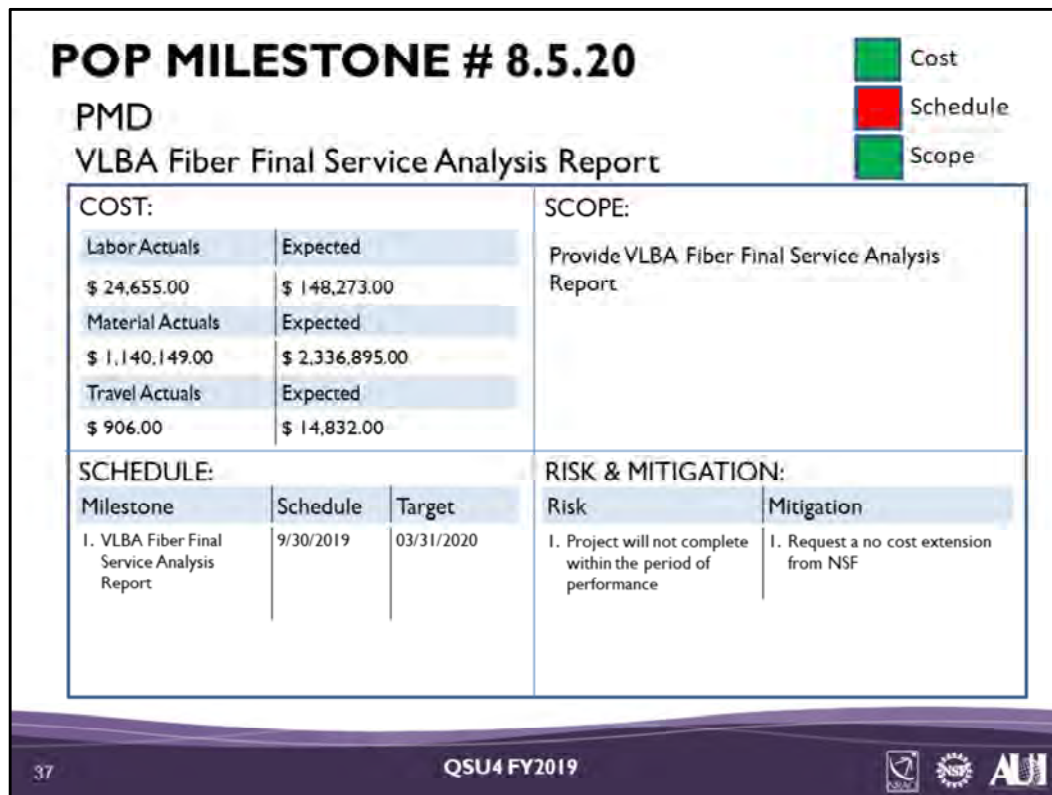 POP MILESTONE # 8.5.20
Cost
Schedule
Scope
PMD
VLBA Fiber Final Service Analysis Report
COST:
Labor Actuals Expected
$ 24,655.00 $ 148,273.00
Material Actuals Expected
$ 1,140,149.00 $ 2,336,895.00
Travel Actuals Expected
$ 906.00 $ 14,832.00
SCOPE:
Provide VLBA Fiber Final Service Analysis
Report
SCHEDULE:
Milestone Schedule Target
1. VLBA Fiber Final 9/30/2019 03/31/2020
Service Analysis
Report
RISK & MITIGATION:
Risk Mitigation
1. Project will not complete 1. Request a no cost extension
within the period of from NSF
performance
37
QSU4 FY2019
NRAO
NSF
AUI